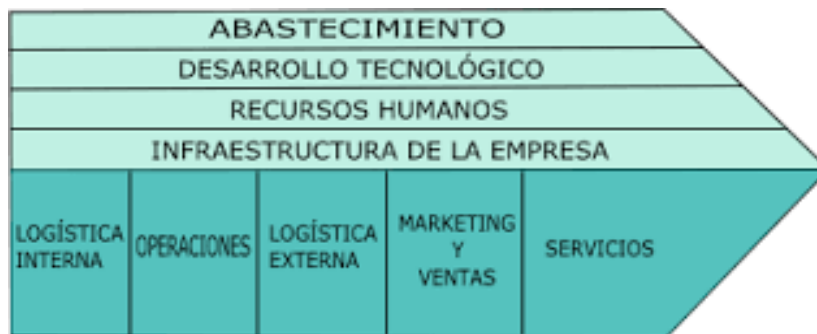 ABASTECIMIENTO
DESARROLLO TECNOLÓGICO
RECURSOS HUMANOS
INFRAESTRUCTURA DE LA EMPRESA
LOGÍSTICA
INTERNA
OPERACIONES
LOGÍSTICA
EXTERNA
MARKETING
Y
VENTAS
SERVICIOS